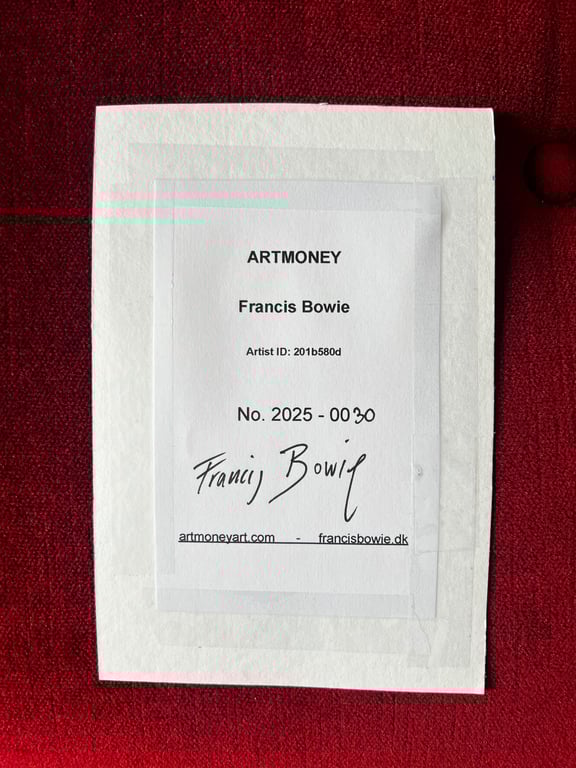 ARTMONEY
Francis Bowie
Artist ID: 201b580d
No. 2025 - 0030
Francis Bowie
artmoneyart.com - francisbowie.dk